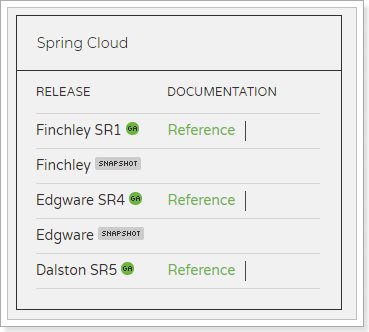 Spring Cloud
RELEASE DOCUMENTATION
Finchley SR1 GA Reference
Finchley SNAPSHOT
Edgware SR4 GA Reference
Edgware SNAPSHOT
Dalston SR5 GA Reference